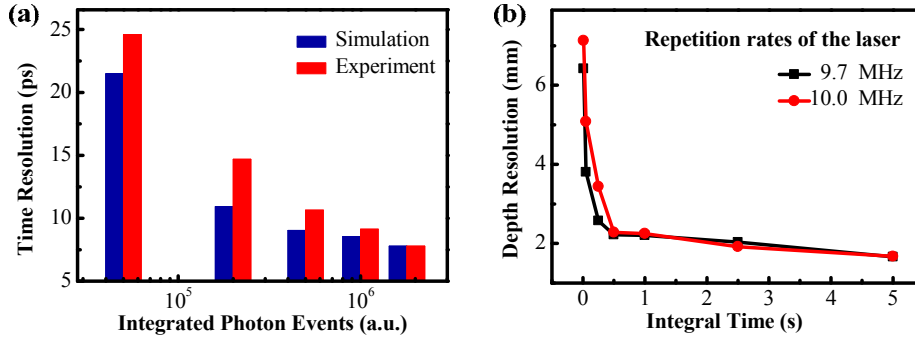 (a)
25
20
15
10
5
Time Resolution (ps)
Simulation
Experiment
10^5
10^6
Integrated Photon Events (a.u.)
(b)
6
4
2
Depth Resolution (mm)
Repetition rates of the laser
9.7 MHz
10.0 MHz
0 1 2 3 4 5
Integral Time (s)